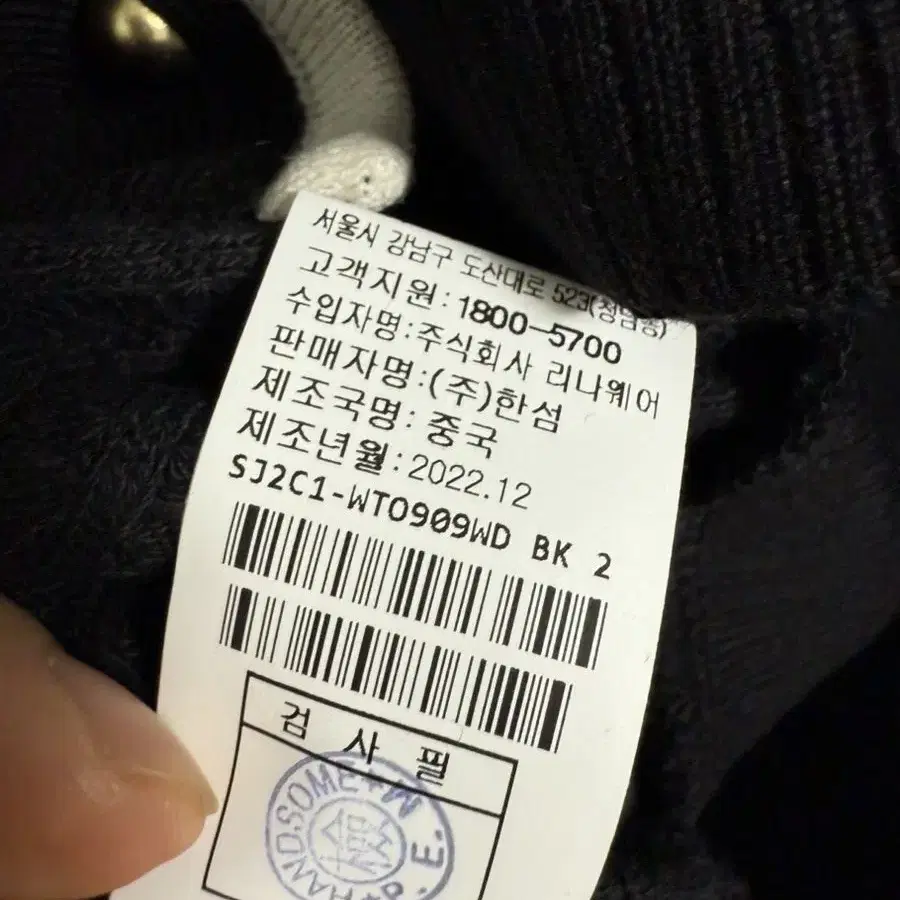 서울시 강남구 도산대로 523(청담동)
고객지원:1800-5700
수입자명:주식회사 리나웨어
판매자명:(주)한섬
제조국명: 중국
제조년월:2022.12
SJ2C1-WTO909WD BK 2
검 사 필
HANDSOME